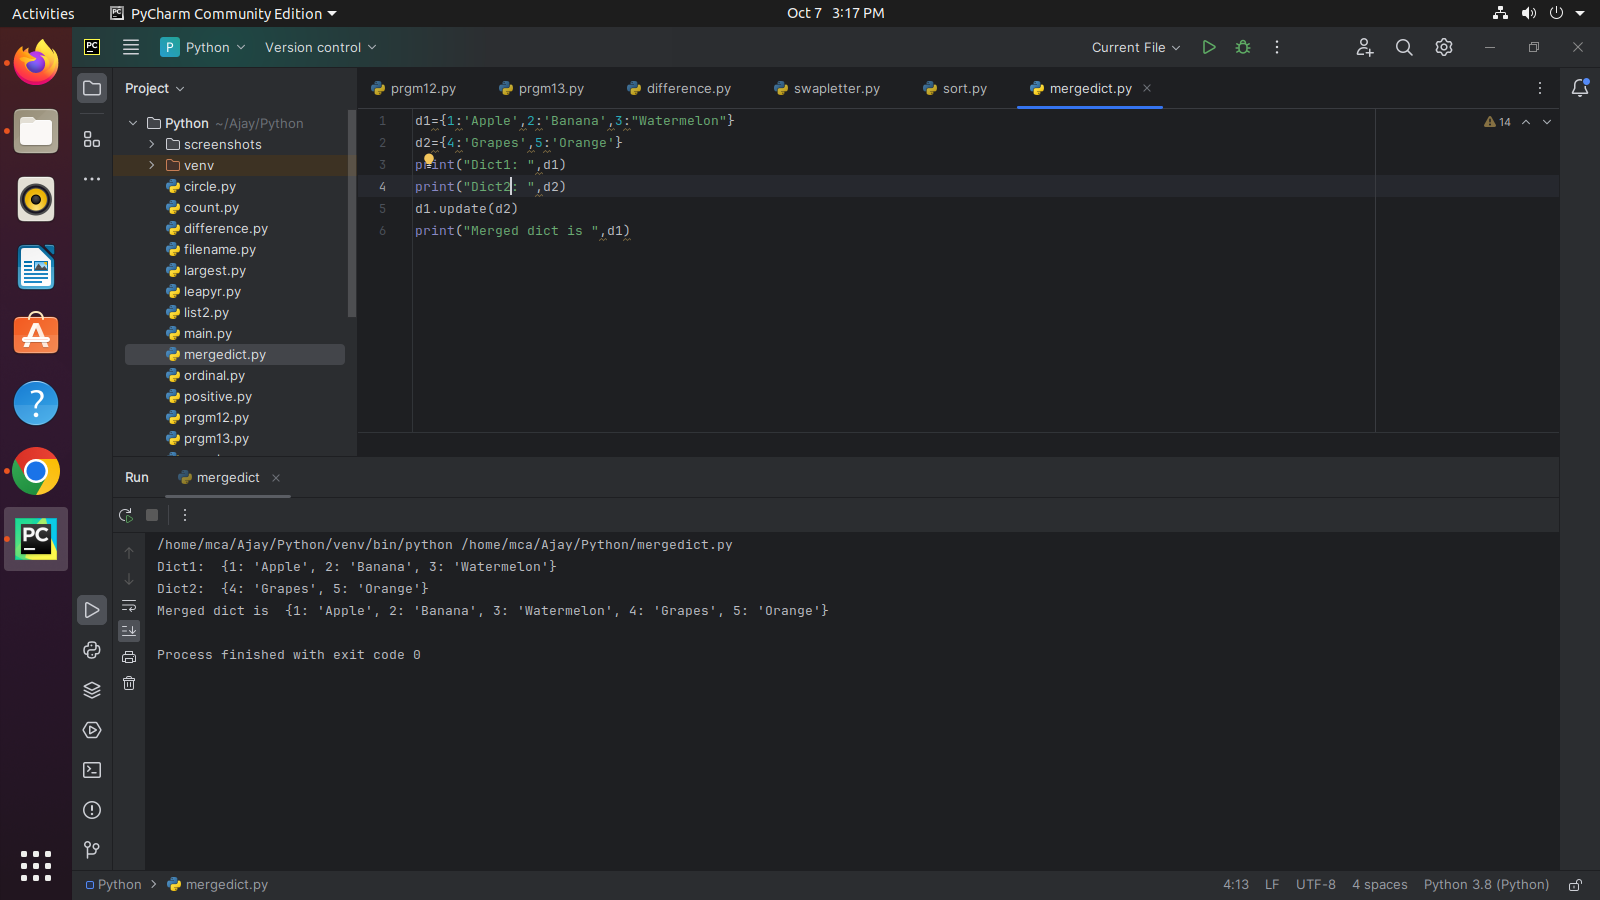 Activities PyCharm Community Edition Oct 7 3:17 PM
PC P Python Version control Current File
Project prgm12.py prgm13.py difference.py swapletter.py sort.py mergedict.py
Python ~/Ajay/Python
screenshots
venv
circle.py
count.py
difference.py
filename.py
largest.py
leapyr.py
list2.py
main.py
mergedict.py
ordinal.py
positive.py
prgm12.py
prgm13.py
1 d1={1:'Apple',2:'Banana',3:"Watermelon"}
2 d2={4:'Grapes',5:'Orange'}
3 print("Dict1: ",d1)
4 print("Dict2: ",d2)
5 d1.update(d2)
6 print("Merged dict is ",d1)
14
Run mergedict
/home/mca/Ajay/Python/venv/bin/python /home/mca/Ajay/Python/mergedict.py
Dict1:  {1: 'Apple', 2: 'Banana', 3: 'Watermelon'}
Dict2:  {4: 'Grapes', 5: 'Orange'}
Merged dict is  {1: 'Apple', 2: 'Banana', 3: 'Watermelon', 4: 'Grapes', 5: 'Orange'}
Process finished with exit code 0
PC
Python mergedict.py 4:13 LF UTF-8 4 spaces Python 3.8 (Python)